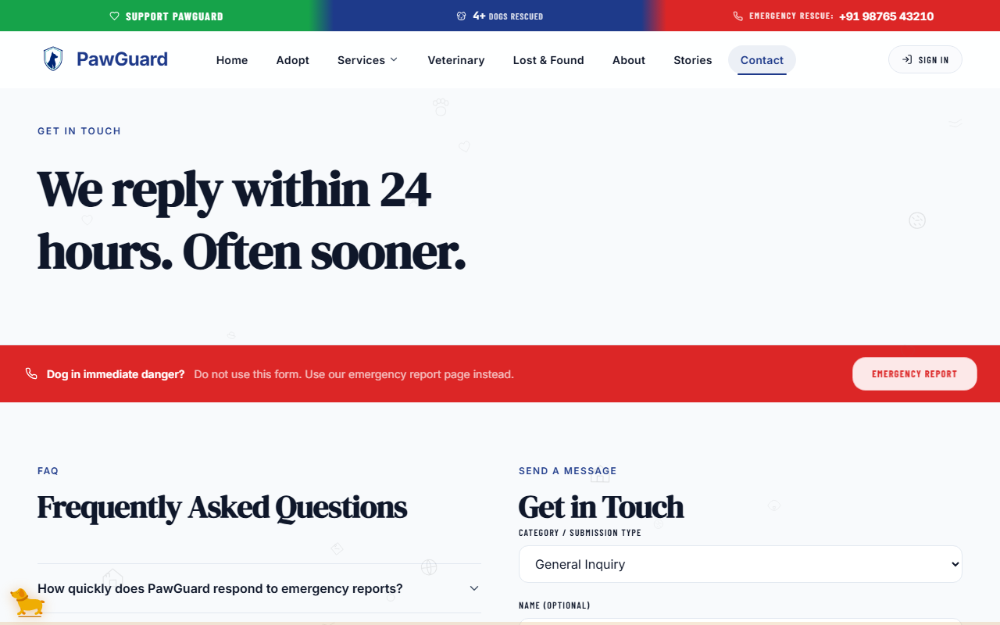 SUPPORT PAWGUARD
4+ DOGS RESCUED
EMERGENCY RESCUE: +91 98765 43210
PawGuard
Home
Adopt
Services
Veterinary
Lost & Found
About
Stories
Contact
SIGN IN
GET IN TOUCH
We reply within 24
hours. Often sooner.
Dog in immediate danger? Do not use this form. Use our emergency report page instead.
EMERGENCY REPORT
FAQ
Frequently Asked Questions
How quickly does PawGuard respond to emergency reports?
SEND A MESSAGE
Get in Touch
CATEGORY / SUBMISSION TYPE
General Inquiry
NAME (OPTIONAL)